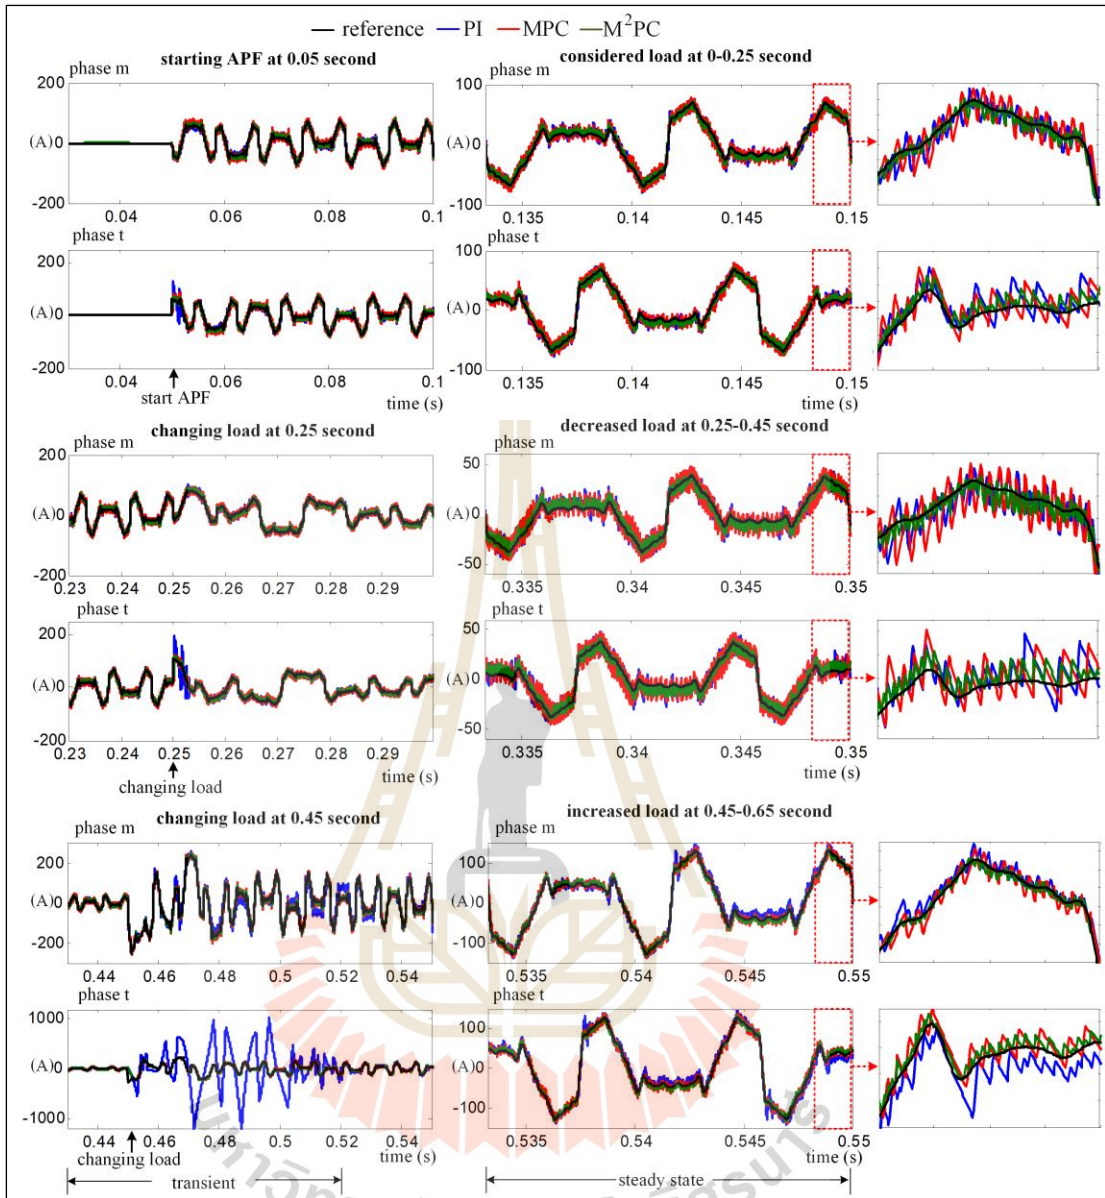 reference PI MPC M²PC
starting APF at 0.05 second
phase m
200
(A) 0
-200
0.04 0.06 0.08 0.1
phase t
200
(A) 0
-200
0.04 0.06 0.08 0.1
start APF
time (s)
considered load at 0-0.25 second
phase m
100
(A) 0
-100
0.135 0.14 0.145 0.15
phase t
100
(A) 0
-100
0.135 0.14 0.145 0.15
time (s)
changing load at 0.25 second
phase m
200
(A) 0
-200
0.23 0.24 0.25 0.26 0.27 0.28 0.29
phase t
200
(A) 0
-200
0.23 0.24 0.25 0.26 0.27 0.28 0.29
changing load
time (s)
decreased load at 0.25-0.45 second
phase m
50
(A) 0
-50
0.335 0.34 0.345 0.35
phase t
50
(A) 0
-50
0.335 0.34 0.345 0.35
time (s)
changing load at 0.45 second
phase m
200
(A) 0
-200
0.44 0.46 0.48 0.5 0.52 0.54
phase t
1000
(A) 0
-1000
0.44 0.46 0.48 0.5 0.52 0.54
changing load
time (s)
transient
increased load at 0.45-0.65 second
phase m
100
(A) 0
-100
0.535 0.54 0.545 0.55
phase t
100
(A) 0
-100
0.535 0.54 0.545 0.55
time (s)
steady state